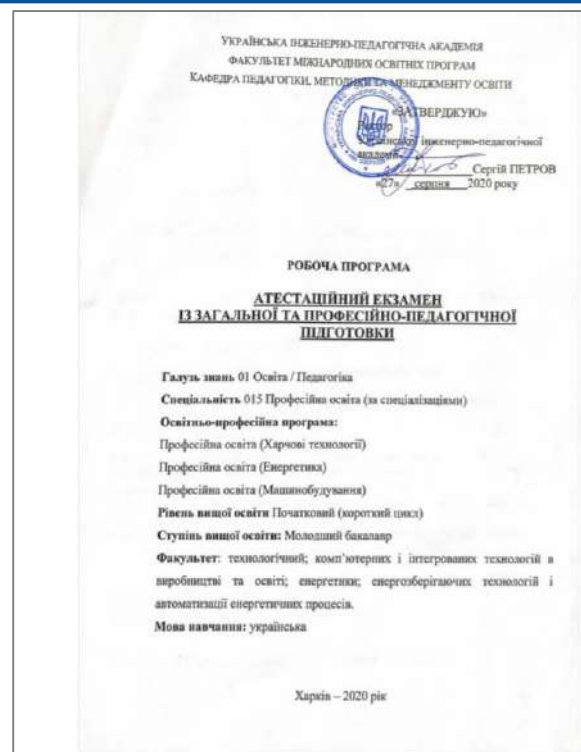 УКРАЇНСЬКА ІНЖЕНЕРНО-ПЕДАГОГІЧНА АКАДЕМІЯ
ФАКУЛЬТЕТ МІЖНАРОДНИХ ОСВІТНІХ ПРОГРАМ
КАФЕДРА ПЕДАГОГІКИ, МЕТОДИКИ ТА МЕНЕДЖМЕНТУ ОСВІТИ
«ЗАТВЕРДЖУЮ»
Ректор
Української інженерно-педагогічної
академії
Сергій ПЕТРОВ
«27» серпня 2020 року
РОБОЧА ПРОГРАМА
АТЕСТАЦІЙНИЙ ЕКЗАМЕН
ІЗ ЗАГАЛЬНОЇ ТА ПРОФЕСІЙНО-ПЕДАГОГІЧНОЇ
ПІДГОТОВКИ
Галузь знань 01 Освіта / Педагогіка
Спеціальність 015 Професійна освіта (за спеціалізаціями)
Освітньо-професійна програма:
Професійна освіта (Харчові технології)
Професійна освіта (Енергетика)
Професійна освіта (Машинобудування)
Рівень вищої освіти Початковий (короткий цикл)
Ступінь вищої освіти: Молодший бакалавр
Факультет: технологічний; комп'ютерних і інтегрованих технологій в
виробництві та освіті; енергетики; енергозберігаючих технологій і
автоматизації енергетичних процесів.
Мова навчання: українська
Харків – 2020 рік